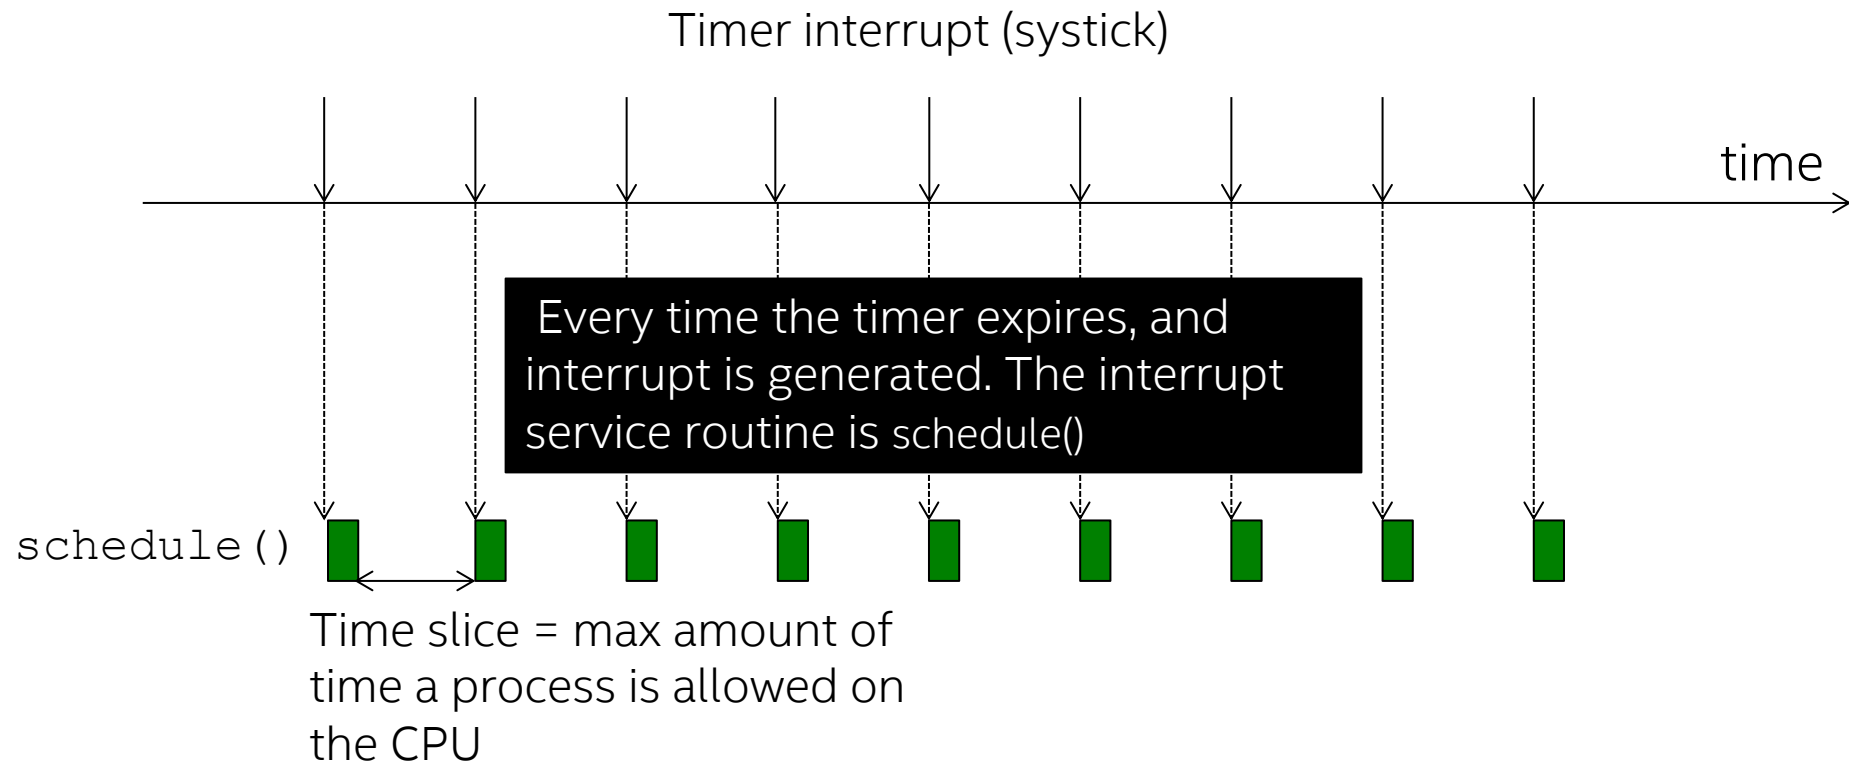 Timer interrupt (systick)
time
Every time the timer expires, and
interrupt is generated. The interrupt
service routine is schedule()
schedule()
Time slice = max amount of
time a process is allowed on
the CPU